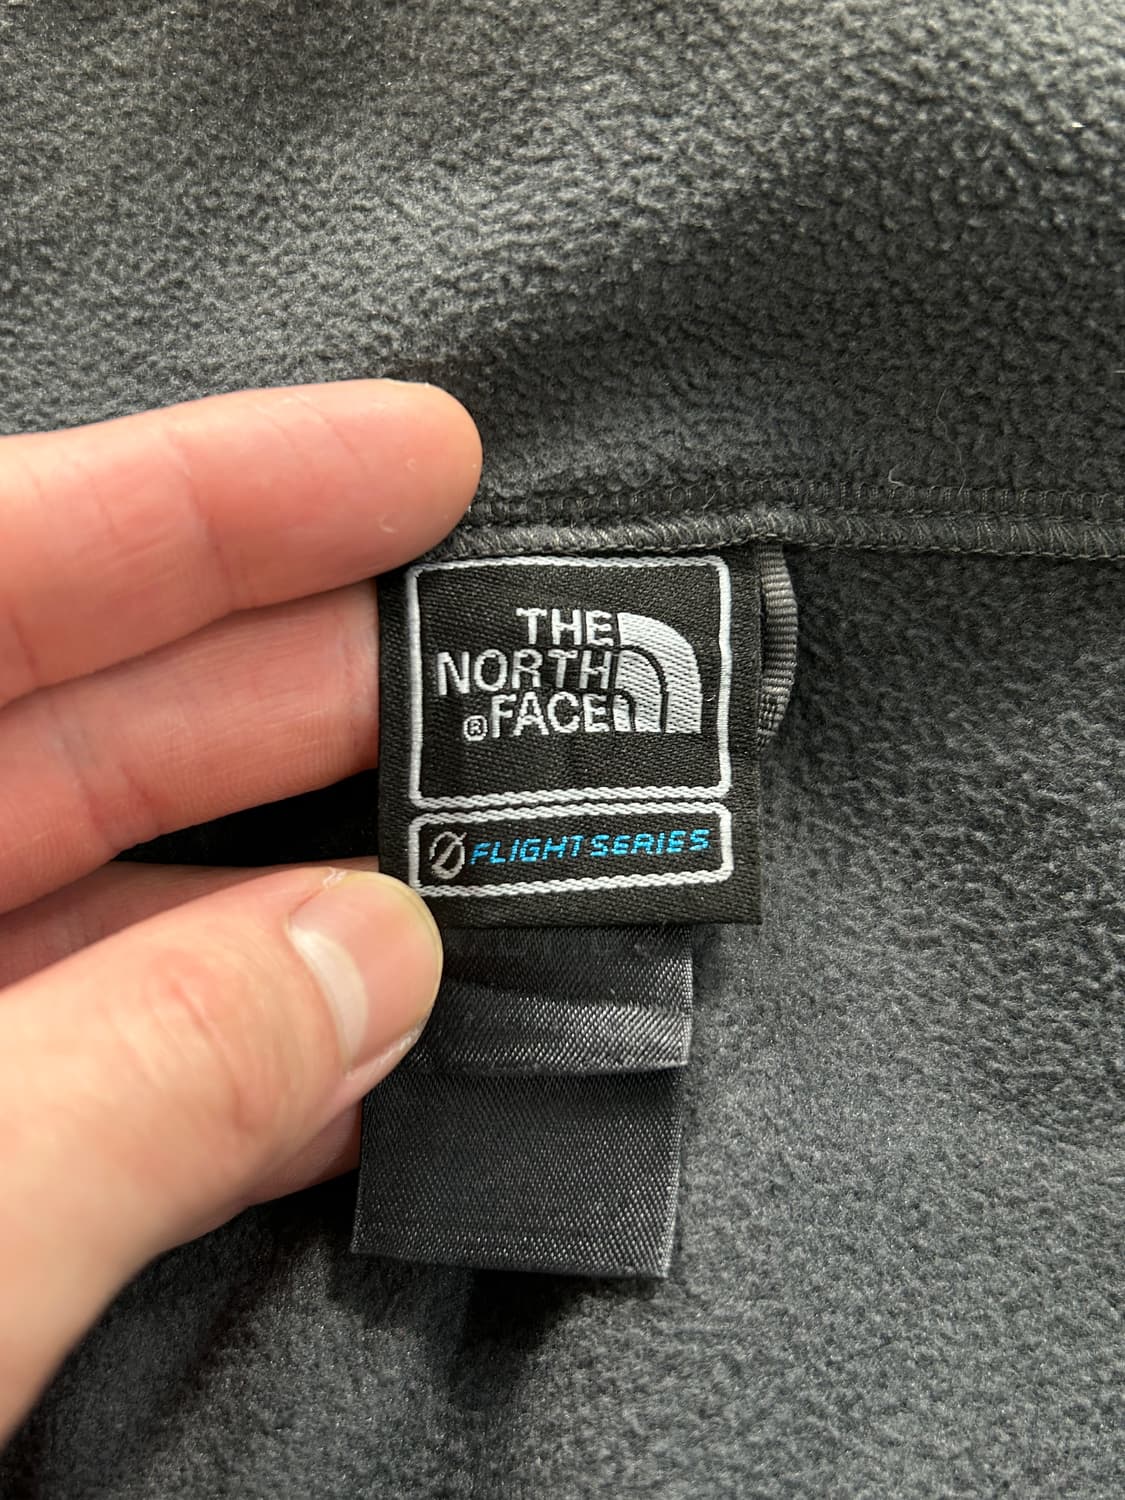 THE
NORTH
®FACE
FLIGHT SERIES